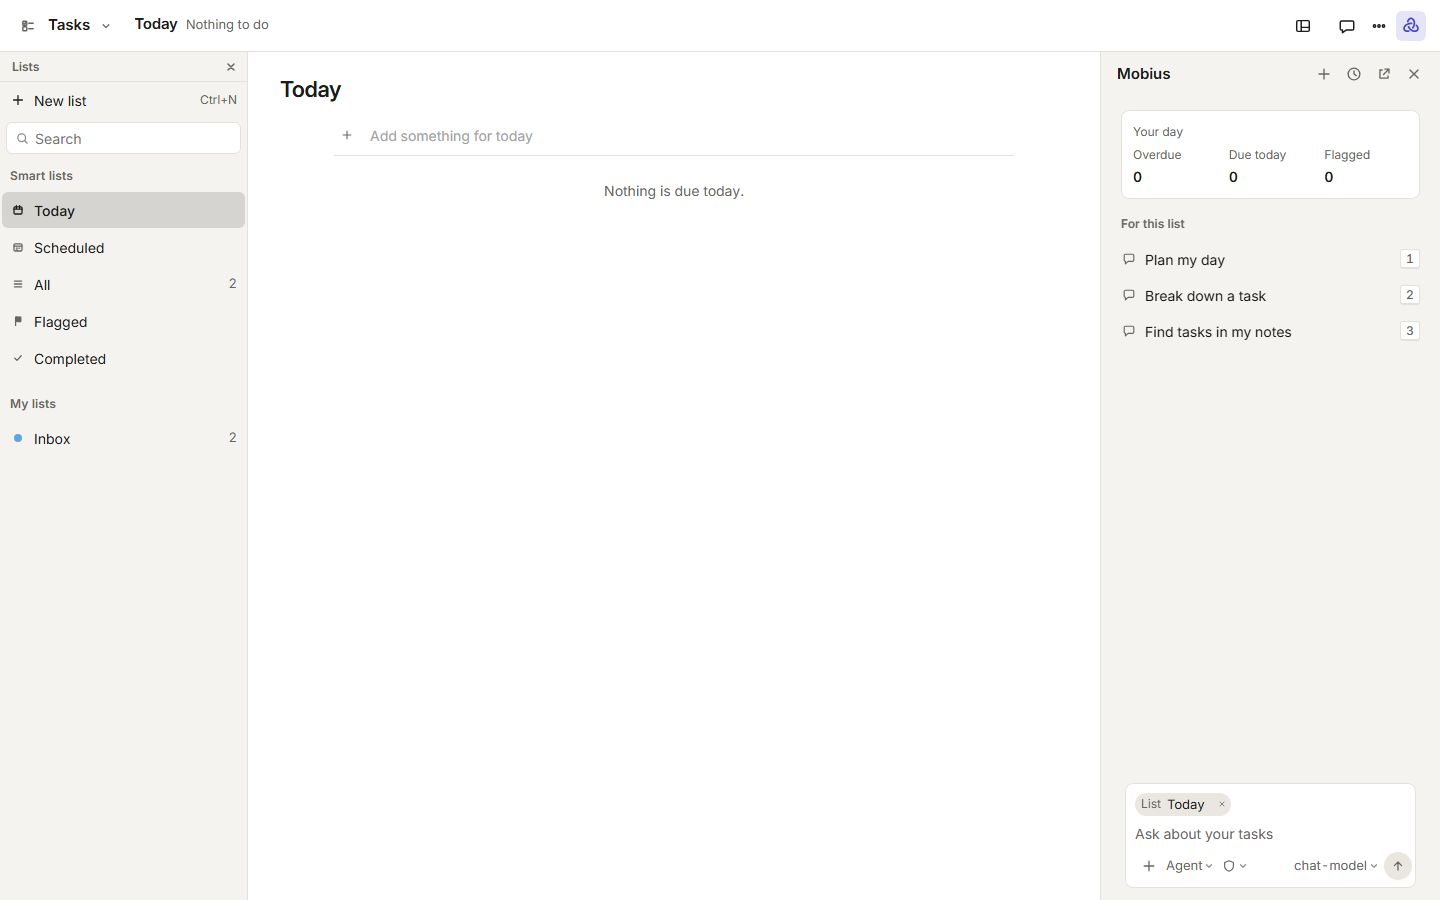 Tasks
Today Nothing to do
Lists
New list Ctrl+N
Search
Smart lists
Today
Scheduled
All 2
Flagged
Completed
My lists
Inbox 2
Today
Add something for today
Nothing is due today.
Mobius
Your day
Overdue Due today Flagged
0 0 0
For this list
Plan my day 1
Break down a task 2
Find tasks in my notes 3
List Today
Ask about your tasks
Agent chat-model